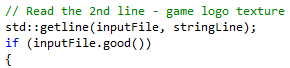 // Read the 2nd line - game logo texture
std::getline(inputFile, stringLine);
if (inputFile.good())
{